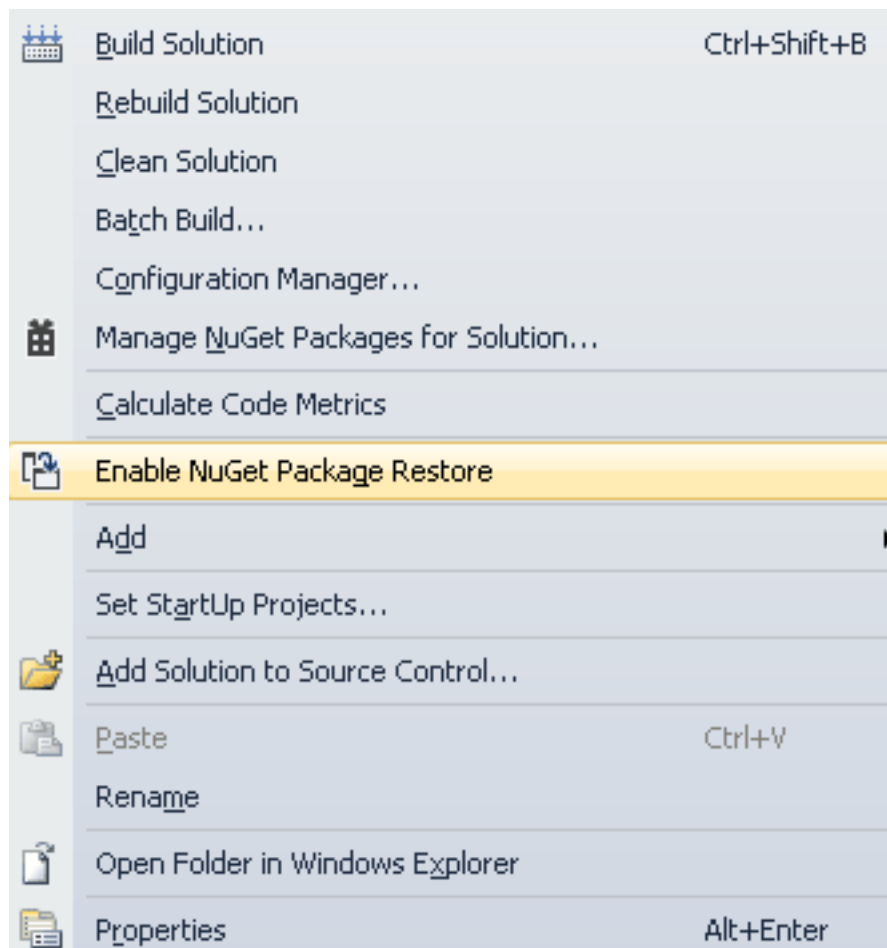 Build Solution Ctrl+Shift+B
Rebuild Solution
Clean Solution
Batch Build...
Configuration Manager...
Manage NuGet Packages for Solution...
Calculate Code Metrics
Enable NuGet Package Restore
Add
Set StartUp Projects...
Add Solution to Source Control...
Paste Ctrl+V
Rename
Open Folder in Windows Explorer
Properties Alt+Enter